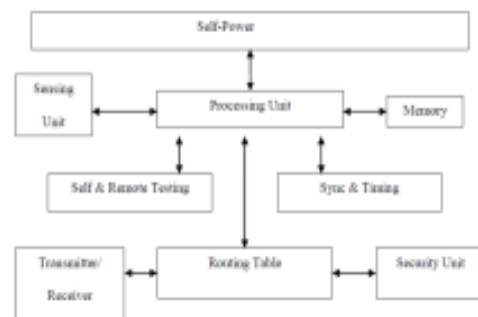 Self-Power
Sensing
Unit
Processing Unit
Memory
Self & Remote Testing
Sync & Timing
Transmitter/
Receiver
Routing Table
Security Unit